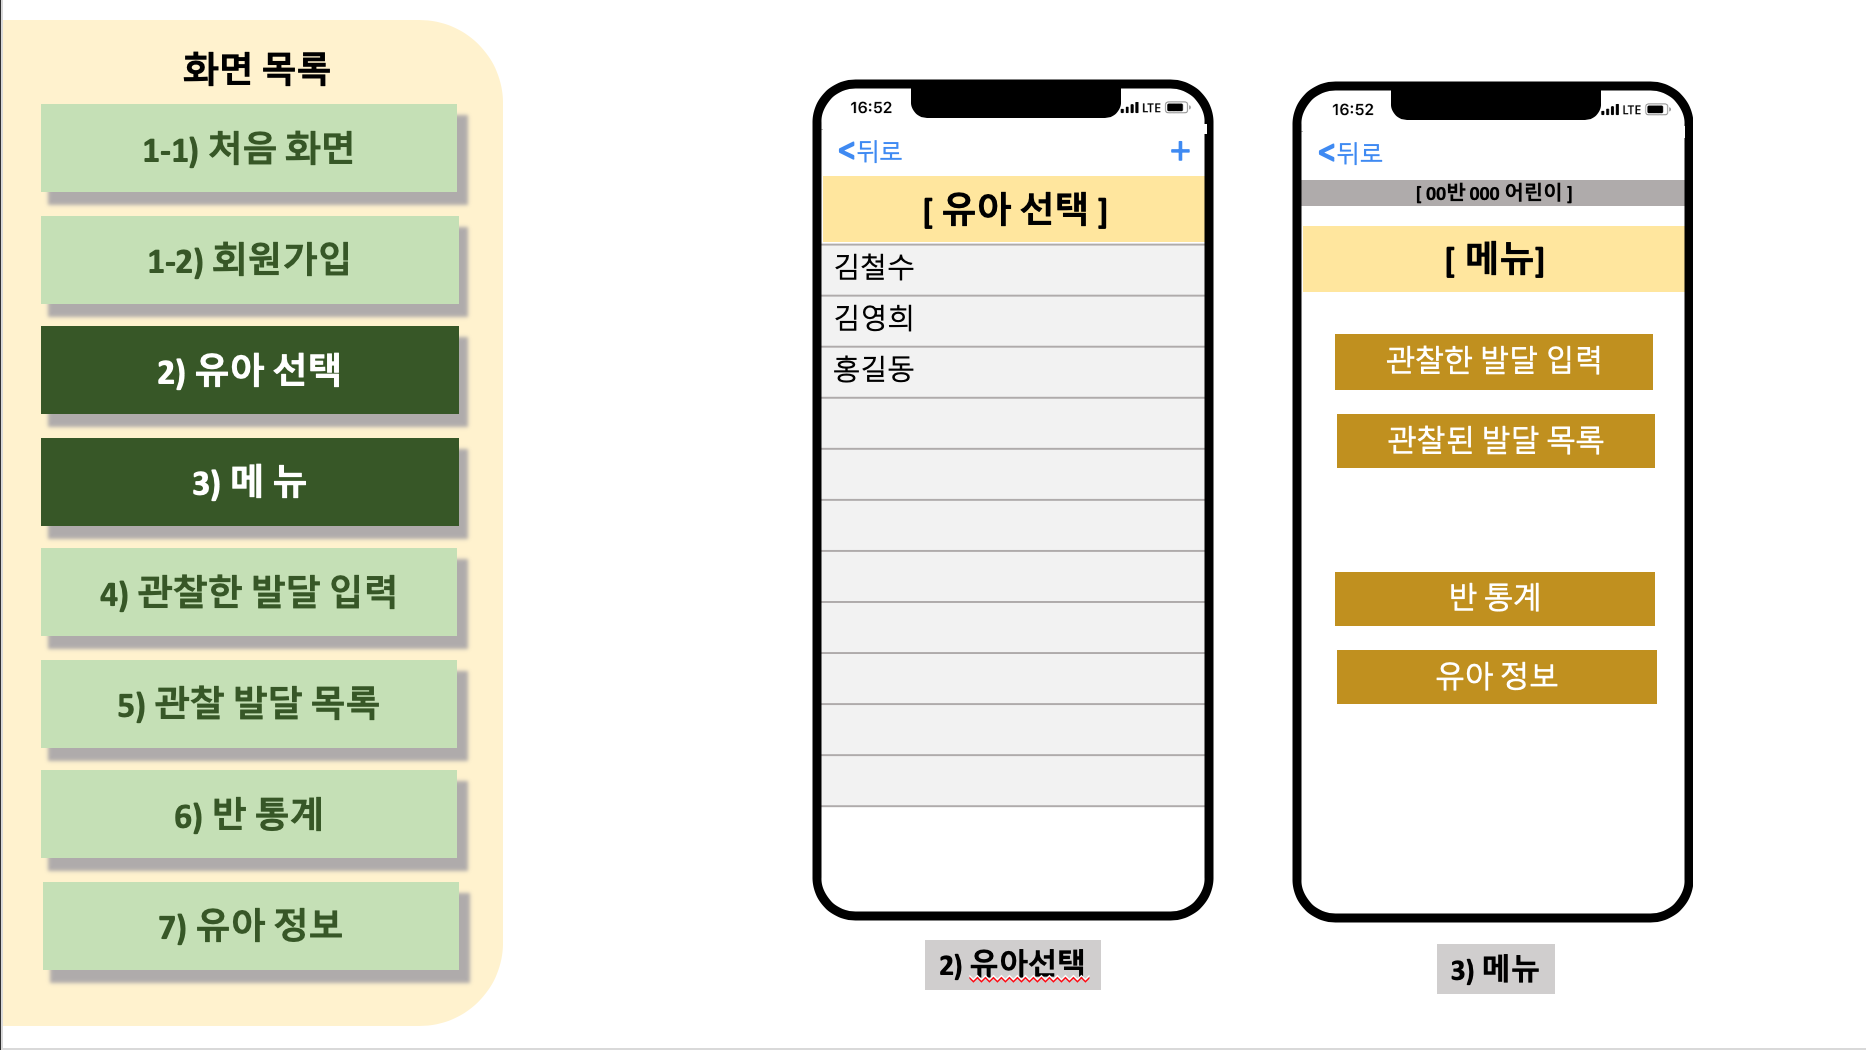 화면 목록
1-1) 처음 화면
1-2) 회원가입
2) 유아 선택
3) 메 뉴
4) 관찰한 발달 입력
5) 관찰 발달 목록
6) 반 통계
7) 유아 정보
16:52 LTE
<뒤로 +
[ 유아 선택 ]
김철수
김영희
홍길동
2) 유아선택
16:52 LTE
<뒤로
[ 00반 000 어린이 ]
[ 메뉴]
관찰한 발달 입력
관찰된 발달 목록
반 통계
유아 정보
3) 메뉴